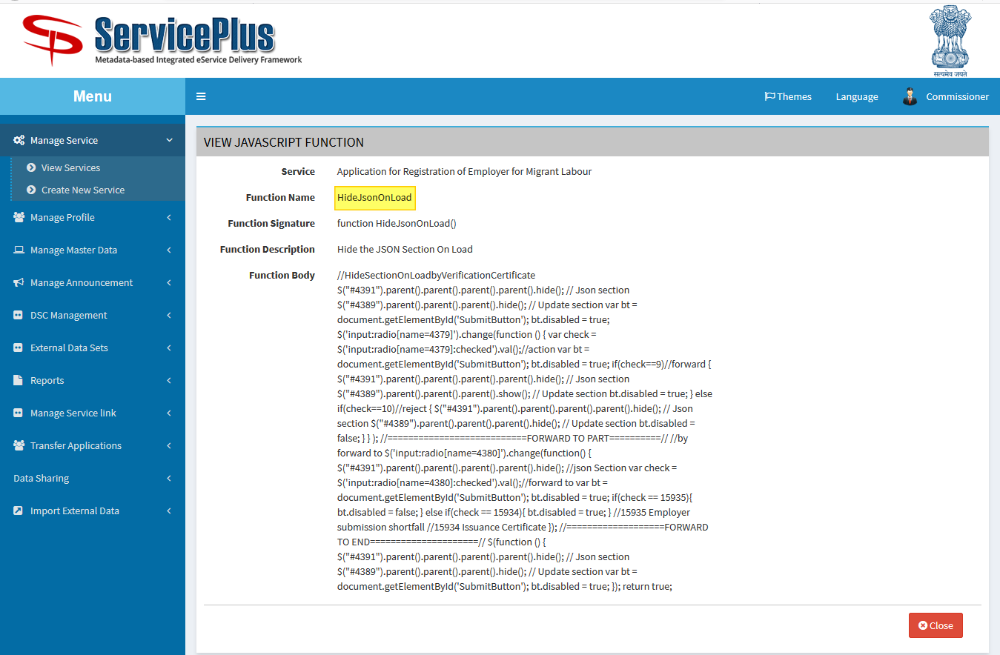 ServicePlus
Metadata-based Integrated eService Delivery Framework
सत्यमेव जयते
Menu
Themes
Language
Commissioner
Manage Service
View Services
Create New Service
Manage Profile
Manage Master Data
Manage Announcement
DSC Management
External Data Sets
Reports
Manage Service link
Transfer Applications
Data Sharing
Import External Data
VIEW JAVASCRIPT FUNCTION
Service Application for Registration of Employer for Migrant Labour
Function Name HideJsonOnLoad
Function Signature function HideJsonOnLoad()
Function Description Hide the JSON Section On Load
Function Body //HideSectionOnLoadbyVerificationCertificate
$("#4391").parent().parent().parent().parent().hide(); // Json section
$("#4389").parent().parent().parent().hide(); // Update section var bt =
document.getElementById('SubmitButton'); bt.disabled = true;
$('input:radio[name=4379]').change(function () { var check =
$('input:radio[name=4379]:checked').val();//action var bt =
document.getElementById('SubmitButton'); bt.disabled = true; if(check==9)//forward {
$("#4391").parent().parent().parent().parent().hide(); // Json section
$("#4389").parent().parent().parent().show(); // Update section bt.disabled = true; } else
if(check==10)//reject { $("#4391").parent().parent().parent().parent().hide(); // Json
section $("#4389").parent().parent().parent().hide(); // Update section bt.disabled =
false; } } ); //===========================FORWARD TO PART==========// //by
forward to $('input:radio[name=4380]').change(function() {
$("#4391").parent().parent().parent().parent().hide(); //json Section var check =
$('input:radio[name=4380]:checked').val();//forward to var bt =
document.getElementById('SubmitButton'); bt.disabled = true; if(check == 15935){
bt.disabled = false; } else if(check == 15934){ bt.disabled = true; } //15935 Employer
submission shortfall //15934 Issuance Certificate }); //===================FORWARD
TO END=====================// $(function () {
$("#4391").parent().parent().parent().parent().hide(); // Json section
$("#4389").parent().parent().parent().hide(); // Update section var bt =
document.getElementById('SubmitButton'); bt.disabled = true; }); return true;
Close